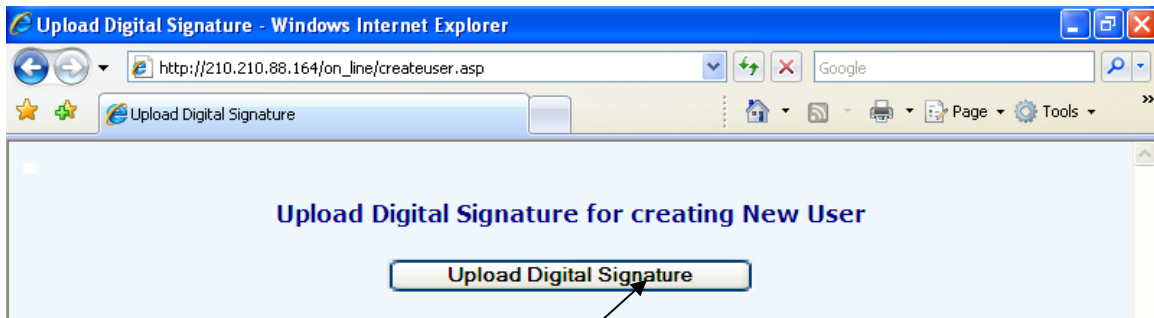 Upload Digital Signature - Windows Internet Explorer
http://210.210.88.164/on_line/createuser.asp
Google
Upload Digital Signature
Page
Tools
»
Upload Digital Signature for creating New User
Upload Digital Signature